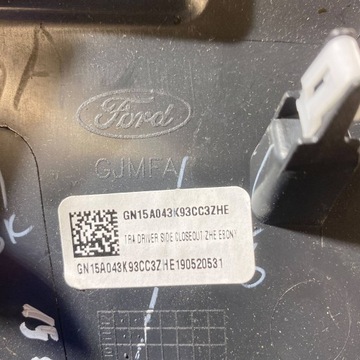 Ford
GJMFA
GN15A043K93CC3ZHE
TRA DRIVER SIDE CLOSEOUT ZHE EBONY
GN15A043K93CC3ZHE190520531